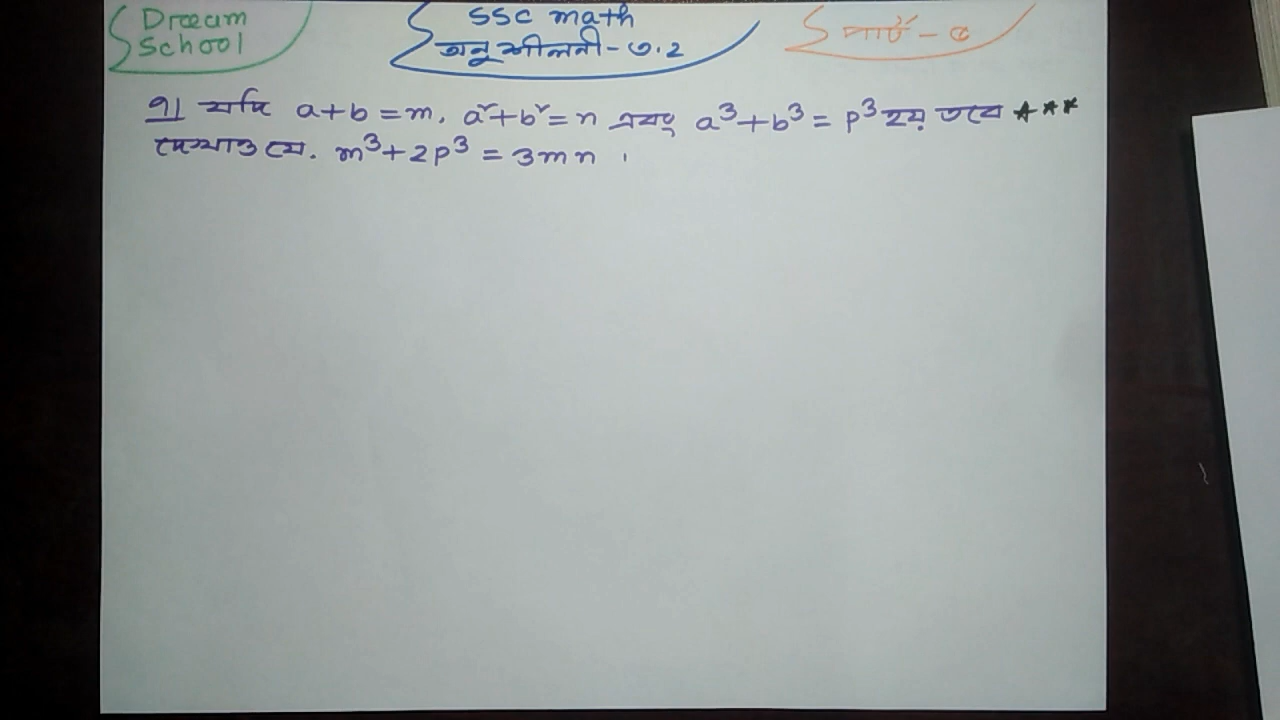 Dream
School
SSC math
অনুশীলনী - ৩.2
পার্ট - ৫
৭| যদি a+b = m, a²+b² = n এবং a³+b³ = p³ হয় তবে ★★★
দেখাও যে, m³+2p³ = 3mn ।